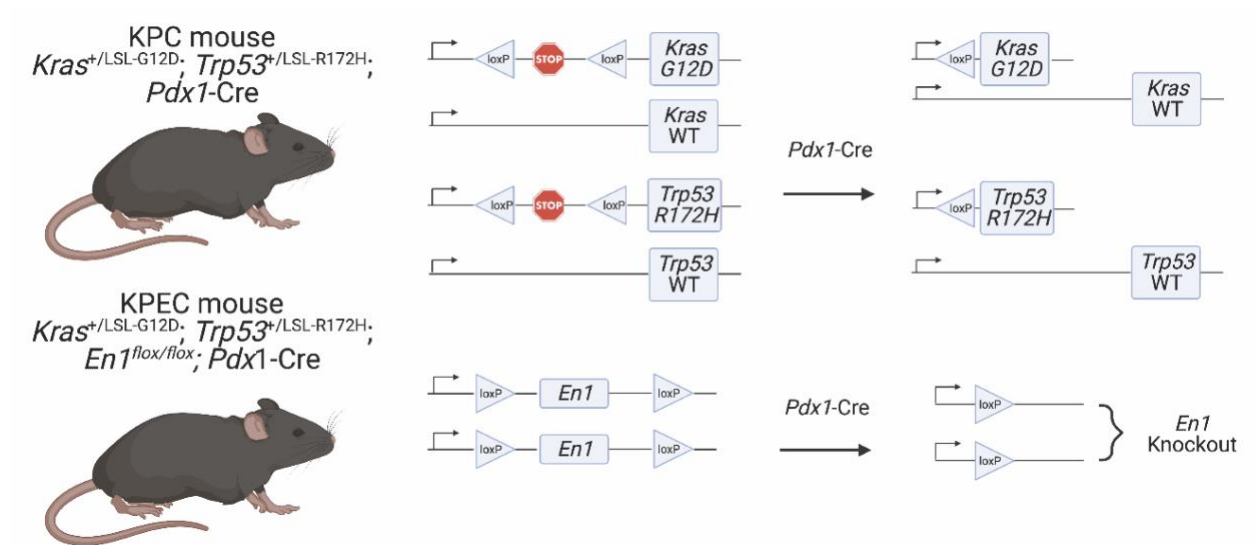 KPC mouse
Kras+/LSL-G12D; Trp53+/LSL-R172H;
Pdx1-Cre
loxP STOP loxP Kras G12D
Kras WT
loxP STOP loxP Trp53 R172H
Trp53 WT
Pdx1-Cre
loxP Kras G12D
Kras WT
loxP Trp53 R172H
Trp53 WT
KPEC mouse
Kras+/LSL-G12D; Trp53+/LSL-R172H;
En1flox/flox; Pdx1-Cre
loxP En1 loxP
loxP En1 loxP
Pdx1-Cre
loxP
loxP
En1
Knockout